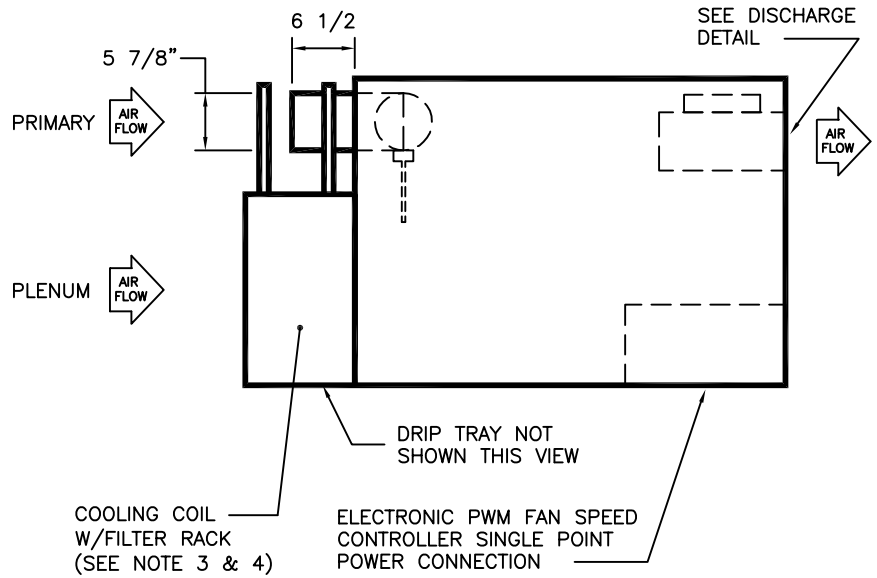 6 1/2
SEE DISCHARGE
DETAIL
5 7/8"
PRIMARY
AIR
FLOW
AIR
FLOW
PLENUM
AIR
FLOW
DRIP TRAY NOT
SHOWN THIS VIEW
COOLING COIL
W/FILTER RACK
(SEE NOTE 3 & 4)
ELECTRONIC PWM FAN SPEED
CONTROLLER SINGLE POINT
POWER CONNECTION